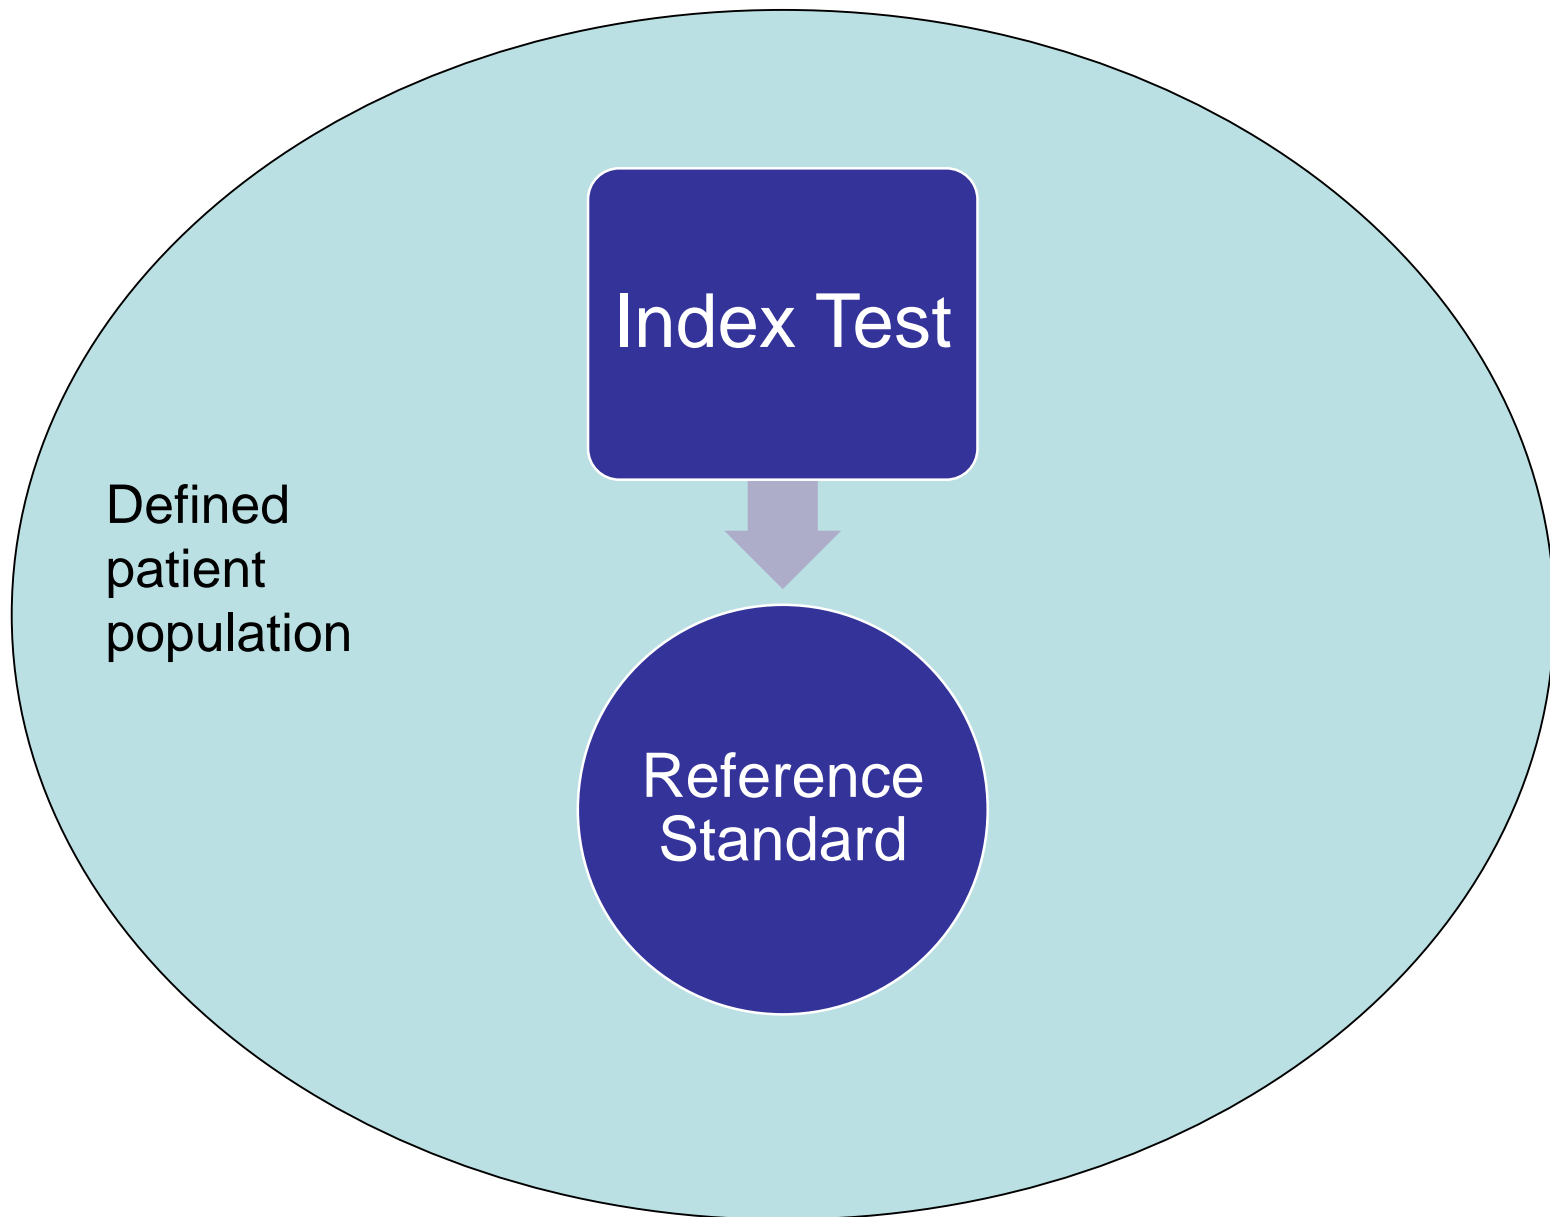 Index Test
Defined
patient
population
Reference
Standard